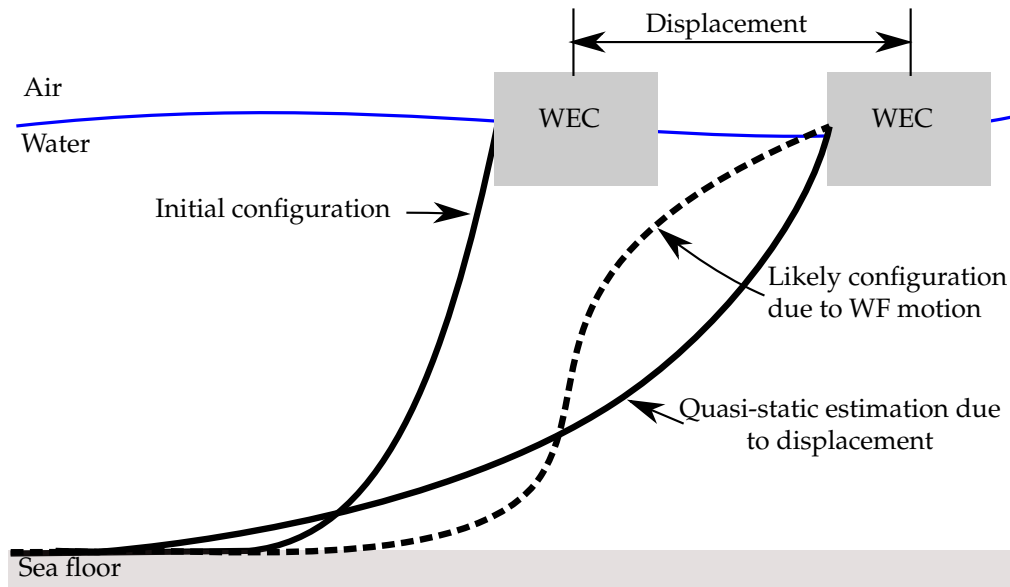 Displacement
Air
WEC
WEC
Water
Initial configuration
Likely configuration
due to WF motion
Quasi-static estimation due
to displacement
Sea floor